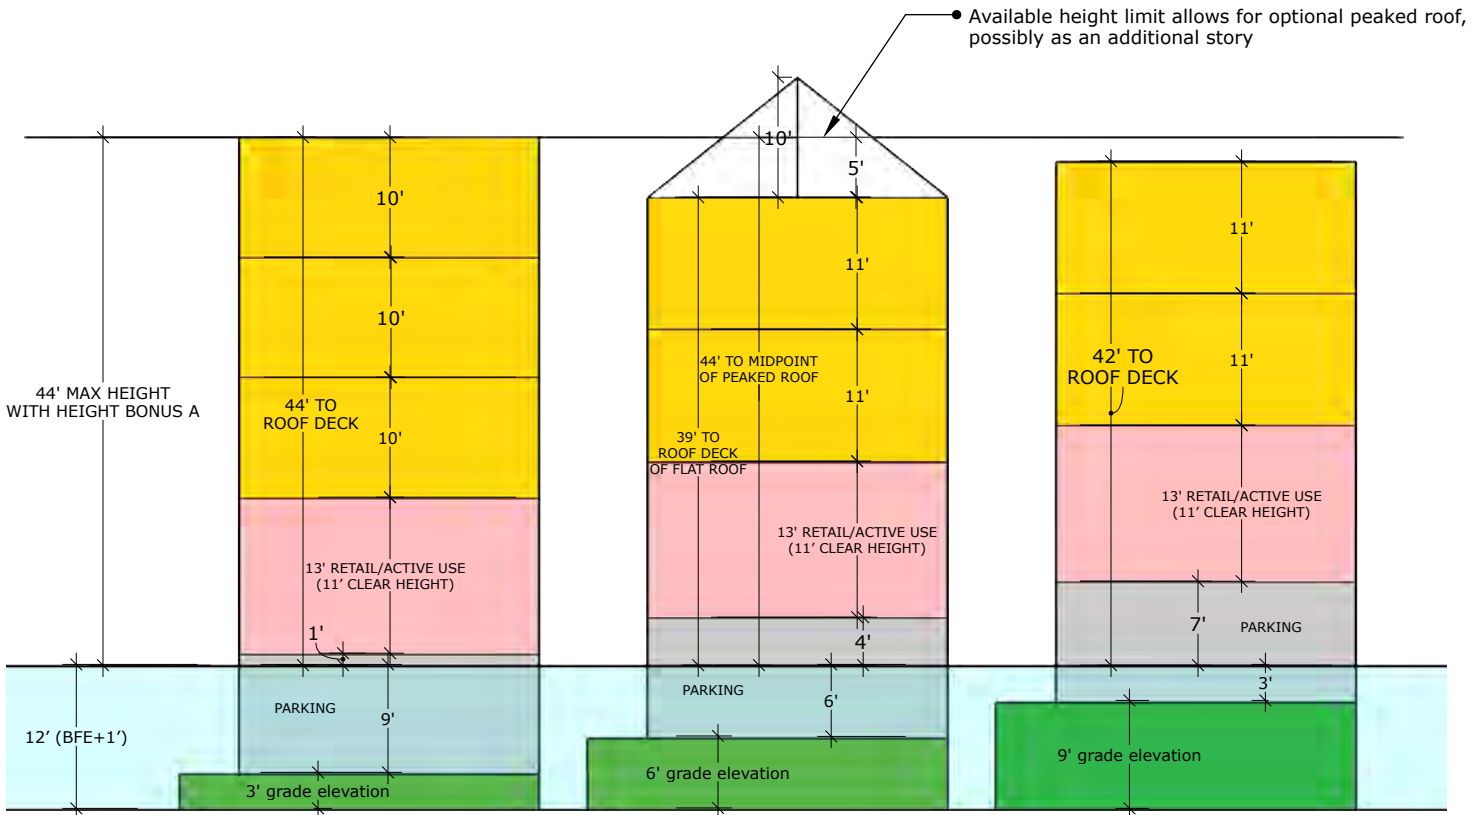 Available height limit allows for optional peaked roof,
possibly as an additional story
44' MAX HEIGHT
WITH HEIGHT BONUS A
12’ (BFE+1’)
10'
10'
44' TO
ROOF DECK
10'
13' RETAIL/ACTIVE USE
(11’ CLEAR HEIGHT)
1'
PARKING
9'
3' grade elevation
10'
5'
11'
44' TO MIDPOINT
OF PEAKED ROOF
11'
39' TO
ROOF DECK
OF FLAT ROOF
13' RETAIL/ACTIVE USE
(11’ CLEAR HEIGHT)
4'
PARKING
6'
6' grade elevation
11'
42' TO
ROOF DECK
11'
13' RETAIL/ACTIVE USE
(11’ CLEAR HEIGHT)
7'
PARKING
3'
9' grade elevation